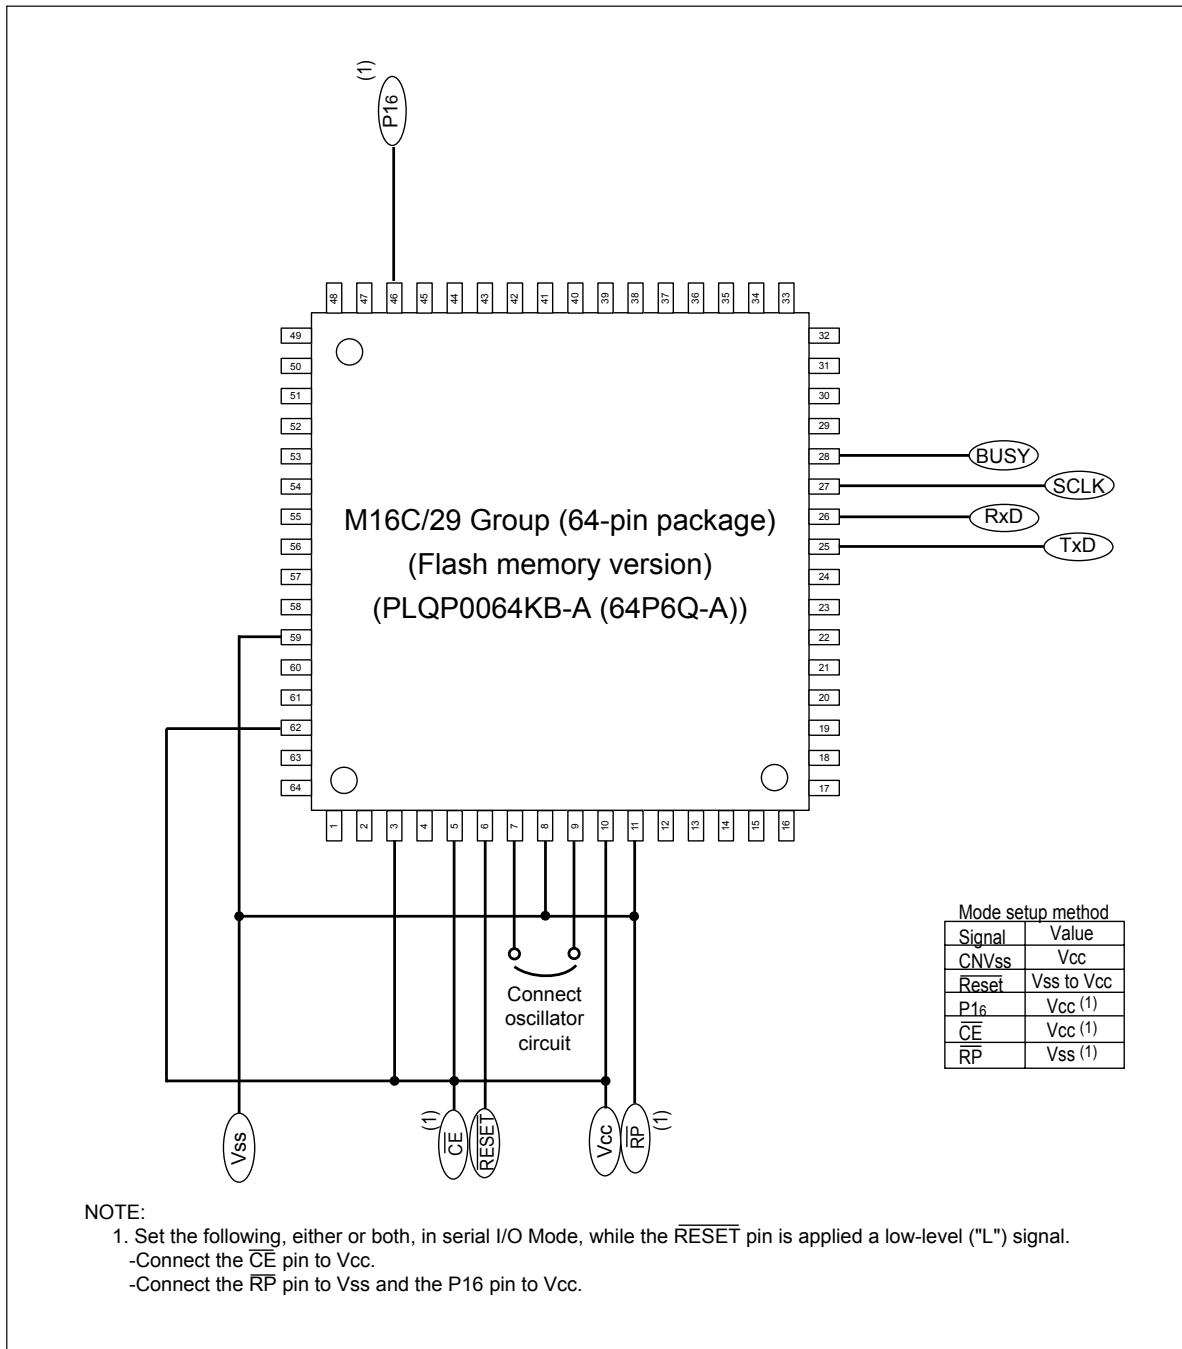 (1)
P16
48 47 46 45 44 43 42 41 40 39 38 37 36 35 34 33
49
50
51
52
53
54
55
56
57
58
59
60
61
62
63
64
32
31
30
29
28
27
26
25
24
23
22
21
20
19
18
17
BUSY
SCLK
RxD
TxD
M16C/29 Group (64-pin package)
(Flash memory version)
(PLQP0064KB-A (64P6Q-A))
1 2 3 4 5 6 7 8 9 10 11 12 13 14 15 16
Connect
oscillator
circuit
Vss
(1)
CE
RESET
Vcc
RP
(1)
Mode setup method
Signal Value
CNVss Vcc
Reset Vss to Vcc
P16 Vcc (1)
CE Vcc (1)
RP Vss (1)
NOTE:
1. Set the following, either or both, in serial I/O Mode, while the RESET pin is applied a low-level ("L") signal.
-Connect the CE pin to Vcc.
-Connect the RP pin to Vss and the P16 pin to Vcc.